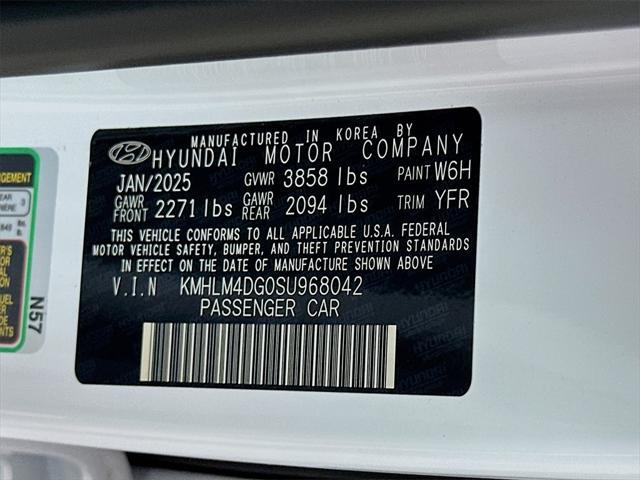 MANUFACTURED IN KOREA BY
HYUNDAI MOTOR COMPANY
JAN/2025 GVWR 3858 lbs PAINT W6H
GAWR FRONT 2271 lbs GAWR REAR 2094 lbs TRIM YFR
THIS VEHICLE CONFORMS TO ALL APPLICABLE U.S.A. FEDERAL
MOTOR VEHICLE SAFETY, BUMPER, AND THEFT PREVENTION STANDARDS
IN EFFECT ON THE DATE OF MANUFACTURE SHOWN ABOVE
V.I.N KMHLM4DG0SU968042
PASSENGER CAR
N57